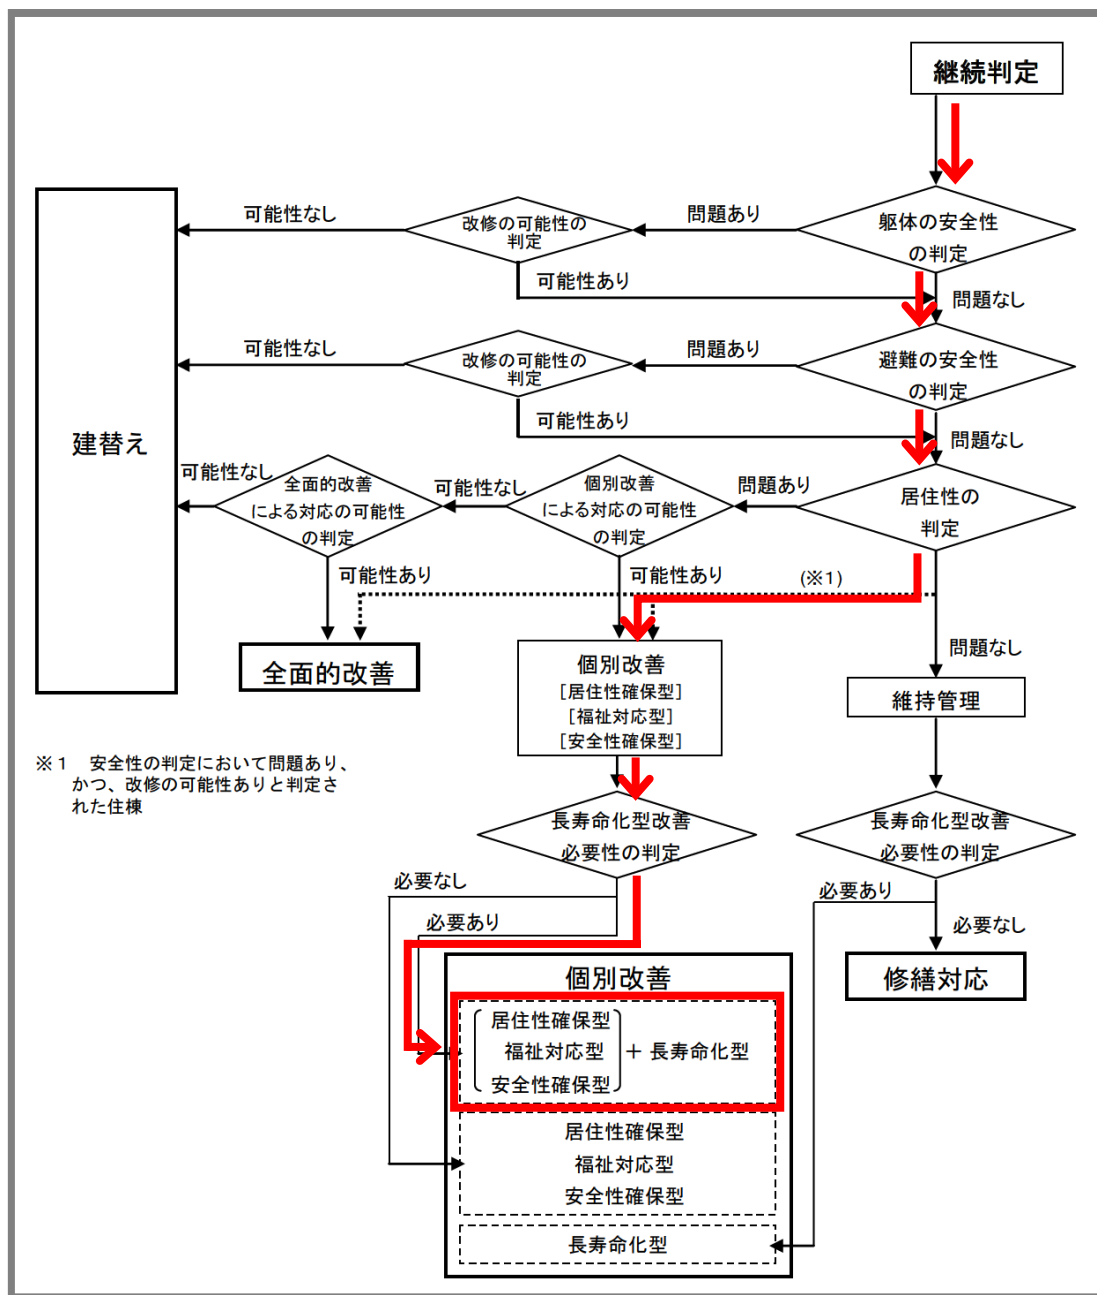 継続判定
躯体の安全性
の判定
問題あり
改修の可能性の
判定
可能性なし
可能性あり
問題なし
避難の安全性
の判定
問題あり
改修の可能性の
判定
可能性なし
可能性あり
問題なし
建替え
居住性の
判定
問題あり
個別改善
による対応の可能性
の判定
可能性なし
全面的改善
による対応の可能性
の判定
可能性なし
可能性あり
可能性あり
(※1)
問題なし
全面的改善
個別改善
[居住性確保型]
[福祉対応型]
[安全性確保型]
維持管理
※1 安全性の判定において問題あり、
かつ、改修の可能性ありと判定さ
れた住棟
長寿命化型改善
必要性の判定
長寿命化型改善
必要性の判定
必要なし
必要あり
必要あり
必要なし
修繕対応
個別改善
居住性確保型
福祉対応型 + 長寿命化型
安全性確保型
居住性確保型
福祉対応型
安全性確保型
長寿命化型